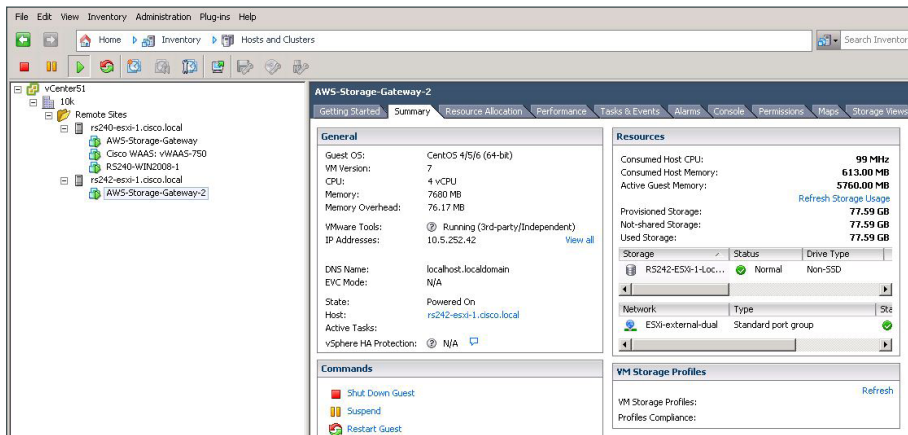 File Edit View Inventory Administration Plug-ins Help
Home Inventory Hosts and Clusters
Search Inventor
vCenter51
10k
Remote Sites
rs240-esxi-1.cisco.local
AWS-Storage-Gateway
Cisco WAAS: vWAAS-750
RS240-WIN2008-1
rs242-esxi-1.cisco.local
AWS-Storage-Gateway-2
AWS-Storage-Gateway-2
Getting Started Summary Resource Allocation Performance Tasks & Events Alarms Console Permissions Maps Storage Views
General
Guest OS: CentOS 4/5/6 (64-bit)
VM Version: 7
CPU: 4 vCPU
Memory: 7680 MB
Memory Overhead: 76.17 MB
VMware Tools: Running (3rd-party/Independent)
IP Addresses: 10.5.252.42 View all
DNS Name: localhost.localdomain
EVC Mode: N/A
State: Powered On
Host: rs242-esxi-1.cisco.local
Active Tasks:
vSphere HA Protection: N/A
Commands
Shut Down Guest
Suspend
Restart Guest
Resources
Consumed Host CPU: 99 MHz
Consumed Host Memory: 613.00 MB
Active Guest Memory: 5760.00 MB
Refresh Storage Usage
Provisioned Storage: 77.59 GB
Not-shared Storage: 77.59 GB
Used Storage: 77.59 GB
Storage Status Drive Type
RS242-ESXi-1-Loc... Normal Non-SSD
Network Type Sta
ESXi-external-dual Standard port group
VM Storage Profiles
Refresh
VM Storage Profiles:
Profiles Compliance: